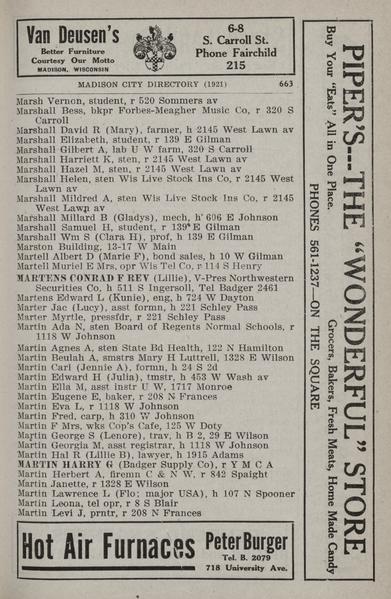 Van Deusen's
Better Furniture
Courtesy Our Motto
MADISON, WISCONSIN
6-8
S. Carroll St.
Phone Fairchild
215
MADISON CITY DIRECTORY (1921) 663
Marsh Vernon, student, r 520 Sommers av
Marshall Bess, bkpr Forbes-Meagher Music Co, r 320 S
Carroll
Marshall David R (Mary), farmer, h 2145 West Lawn av
Marshall Elizabeth, student, r 139 E Gilman
Marshall Gilbert A, lab U W farm, 320 S Carroll
Marshall Harriett K, sten, r 2145 West Lawn av
Marshall Hazel M, sten, r 2145 West Lawn av
Marshall Helen, sten Wis Live Stock Ins Co, r 2145 West
Lawn av
Marshall Mildred A, sten Wis Live Stock Ins Co, r 2145
West Lawn av
Marshall Millard B (Gladys), mech, h 606 E Johnson
Marshall Samuel H, student, r 139 E Gilman
Marshall Wm S (Clara H), prof, h 139 E Gilman
Marston Building, 13-17 W Main
Martell Albert D (Marie F), bond sales, h 10 W Gilman
Martell Muriel E Mrs, opr Wis Tel Co, r 114 S Henry
MARTENS CONRAD F REV (Lillie), V-Pres Northwestern
Securities Co, h 511 S Ingersoll, Tel Badger 2461
Martens Edward L (Kunie), eng, h 724 W Dayton
Marter Jac (Lucy), asst formn, h 221 Schley Pass
Marter Myrtle, pressfdr, r 221 Schley Pass
Martin Ada N, sten Board of Regents Normal Schools, r
1118 W Johnson
Martin Agnes A, sten State Bd Health, 122 N Hamilton
Martin Beulah A, smstrs Mary H Luttrell, 1328 E Wilson
Martin Carl (Jennie A), formn, h 24 S 2d
Martin Edward H (Julia), tmstr, h 453 W Wash av
Martin Ella M, asst instr U W, 1717 Monroe
Martin Eugene E, baker, r 208 N Frances
Martin Eva L, r 1118 W Johnson
Martin Fred, carp, h 310 W Johnson
Martin F Mrs, wks Cop's Cafe, 125 W Doty
Martin George S (Lenore), trav, h B 2, 29 E Wilson
Martin Georgia M, asst registrar, h 1118 W Johnson
Martin Hal R (Lillie B), lawyer, h 1915 Adams
MARTIN HARRY G (Badger Supply Co), r Y M C A
Martin Herbert A, firemn C & N W, r 842 Spaight
Martin Janette, r 1328 E Wilson
Martin Lawrence L (Flo; major USA), h 107 N Spooner
Martin Leona, tel opr, r 8 S Blair
Martin Levi J, prntr, r 208 N Frances
Hot Air Furnaces
Peter Burger
Tel. B. 2079
718 University Ave.
PIPER'S---THE "WONDERFUL" STORE
Buy Your "Eats" All in One Place. Grocers, Bakers, Fresh Meats, Home Made Candy
PHONES 561-1237—ON THE SQUARE